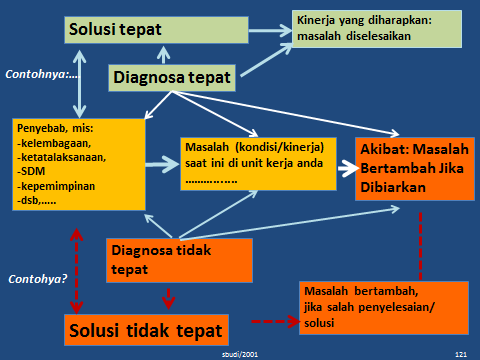 Solusi tepat
Kinerja yang diharapkan:
masalah diselesaikan
Contohnya:....
Diagnosa tepat
Penyebab, mis:
-kelembagaan,
-ketatalaksanaan,
-SDM
-kepemimpinan
-dsb,.....
Masalah (kondisi/kinerja)
saat ini di unit kerja anda
................
Akibat: Masalah
Bertambah Jika
Dibiarkan
Diagnosa tidak
tepat
Contohya?
Solusi tidak tepat
Masalah bertambah,
jika salah penyelesaian/
solusi
sbudi/2001
121